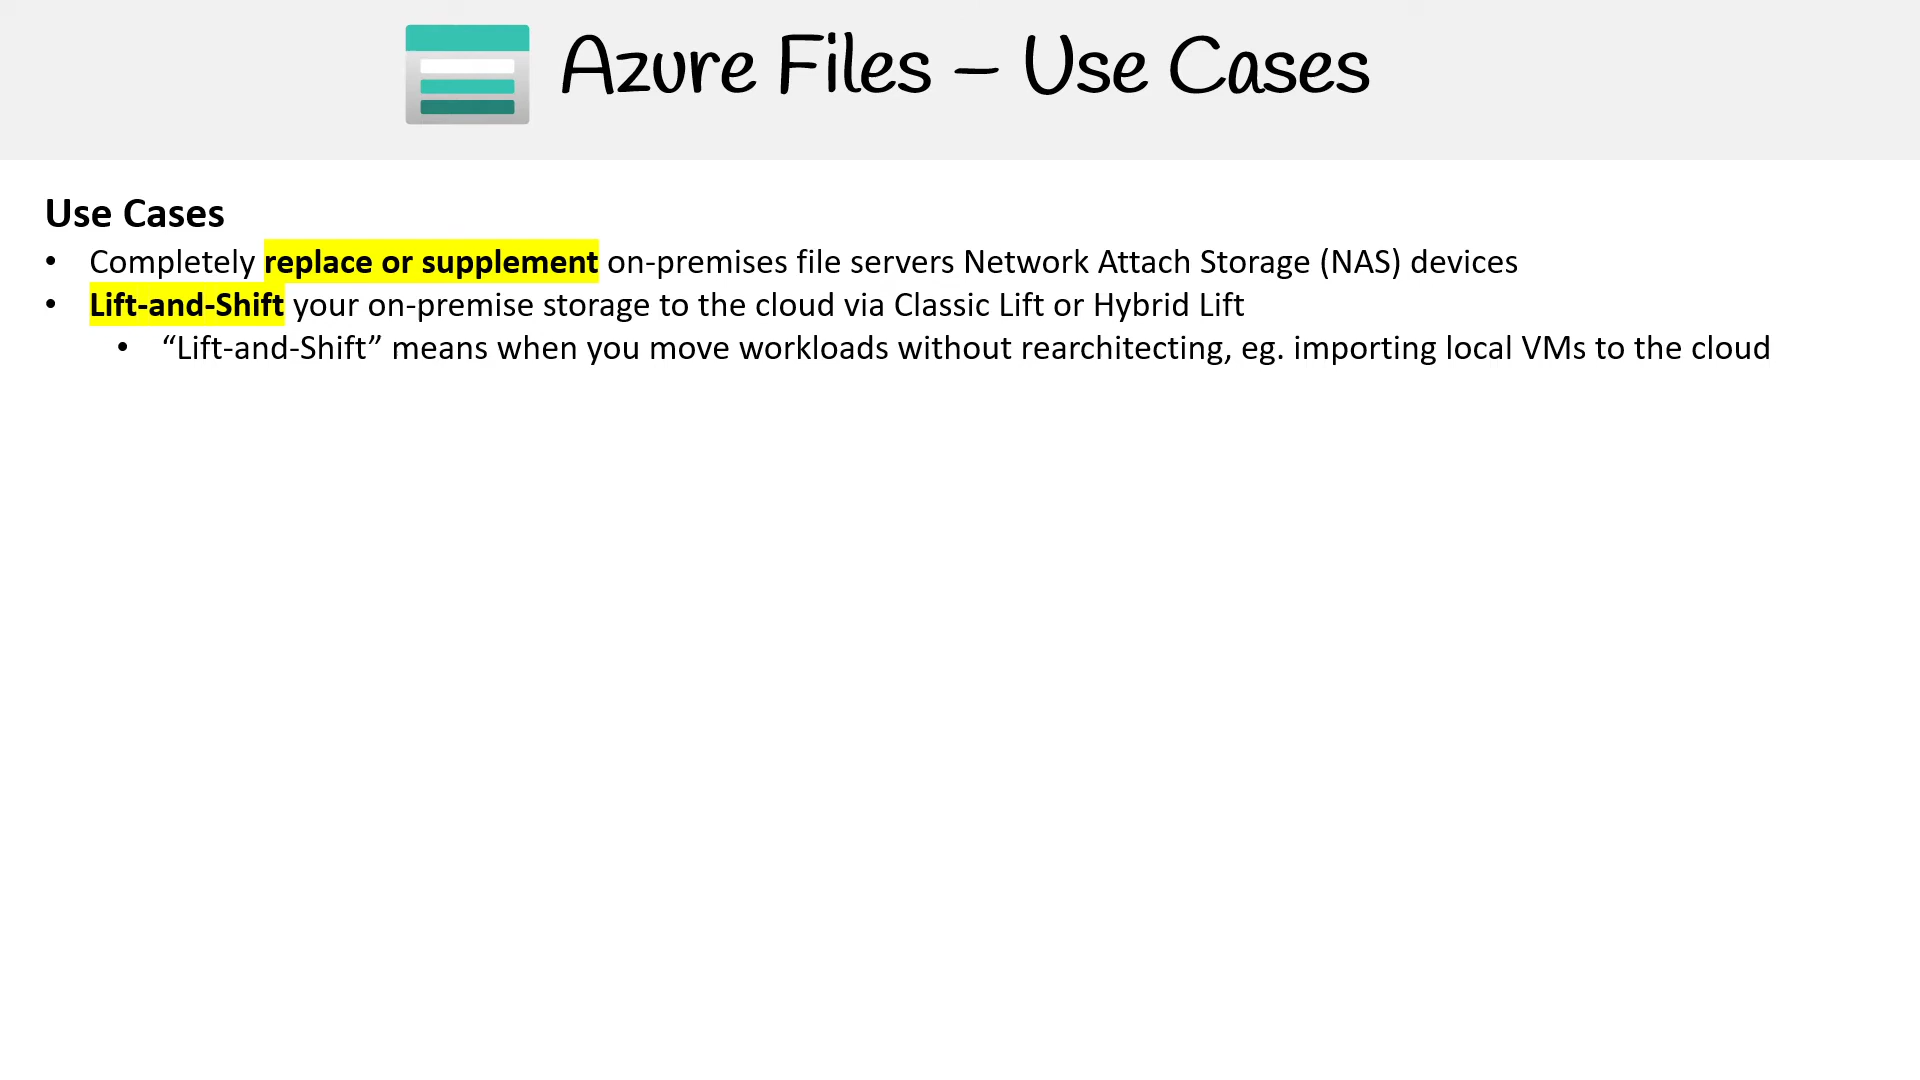 Azure Files – Use Cases
Use Cases
• Completely replace or supplement on-premises file servers Network Attach Storage (NAS) devices
• Lift-and-Shift your on-premise storage to the cloud via Classic Lift or Hybrid Lift
• “Lift-and-Shift” means when you move workloads without rearchitecting, eg. importing local VMs to the cloud